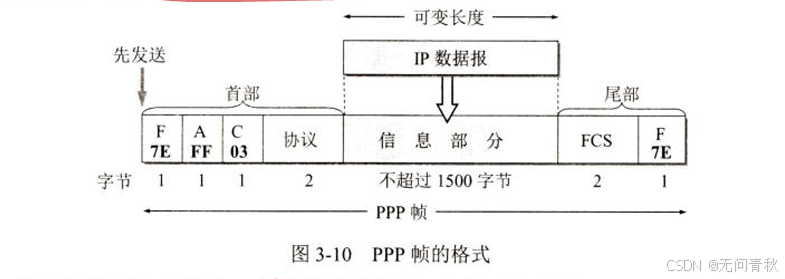 可变长度
IP 数据报
先发送
首部
尾部
F 7E
A FF
C 03
协议
信息部分
FCS
F 7E
字节 1 1 1 2 不超过 1500 字节 2 1
PPP 帧
图 3-10 PPP 帧的格式
CSDN @无问青秋